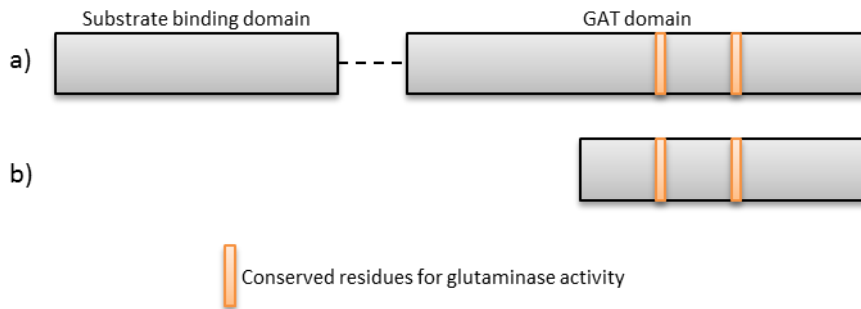 Substrate binding domain GAT domain
a)
b)
Conserved residues for glutaminase activity